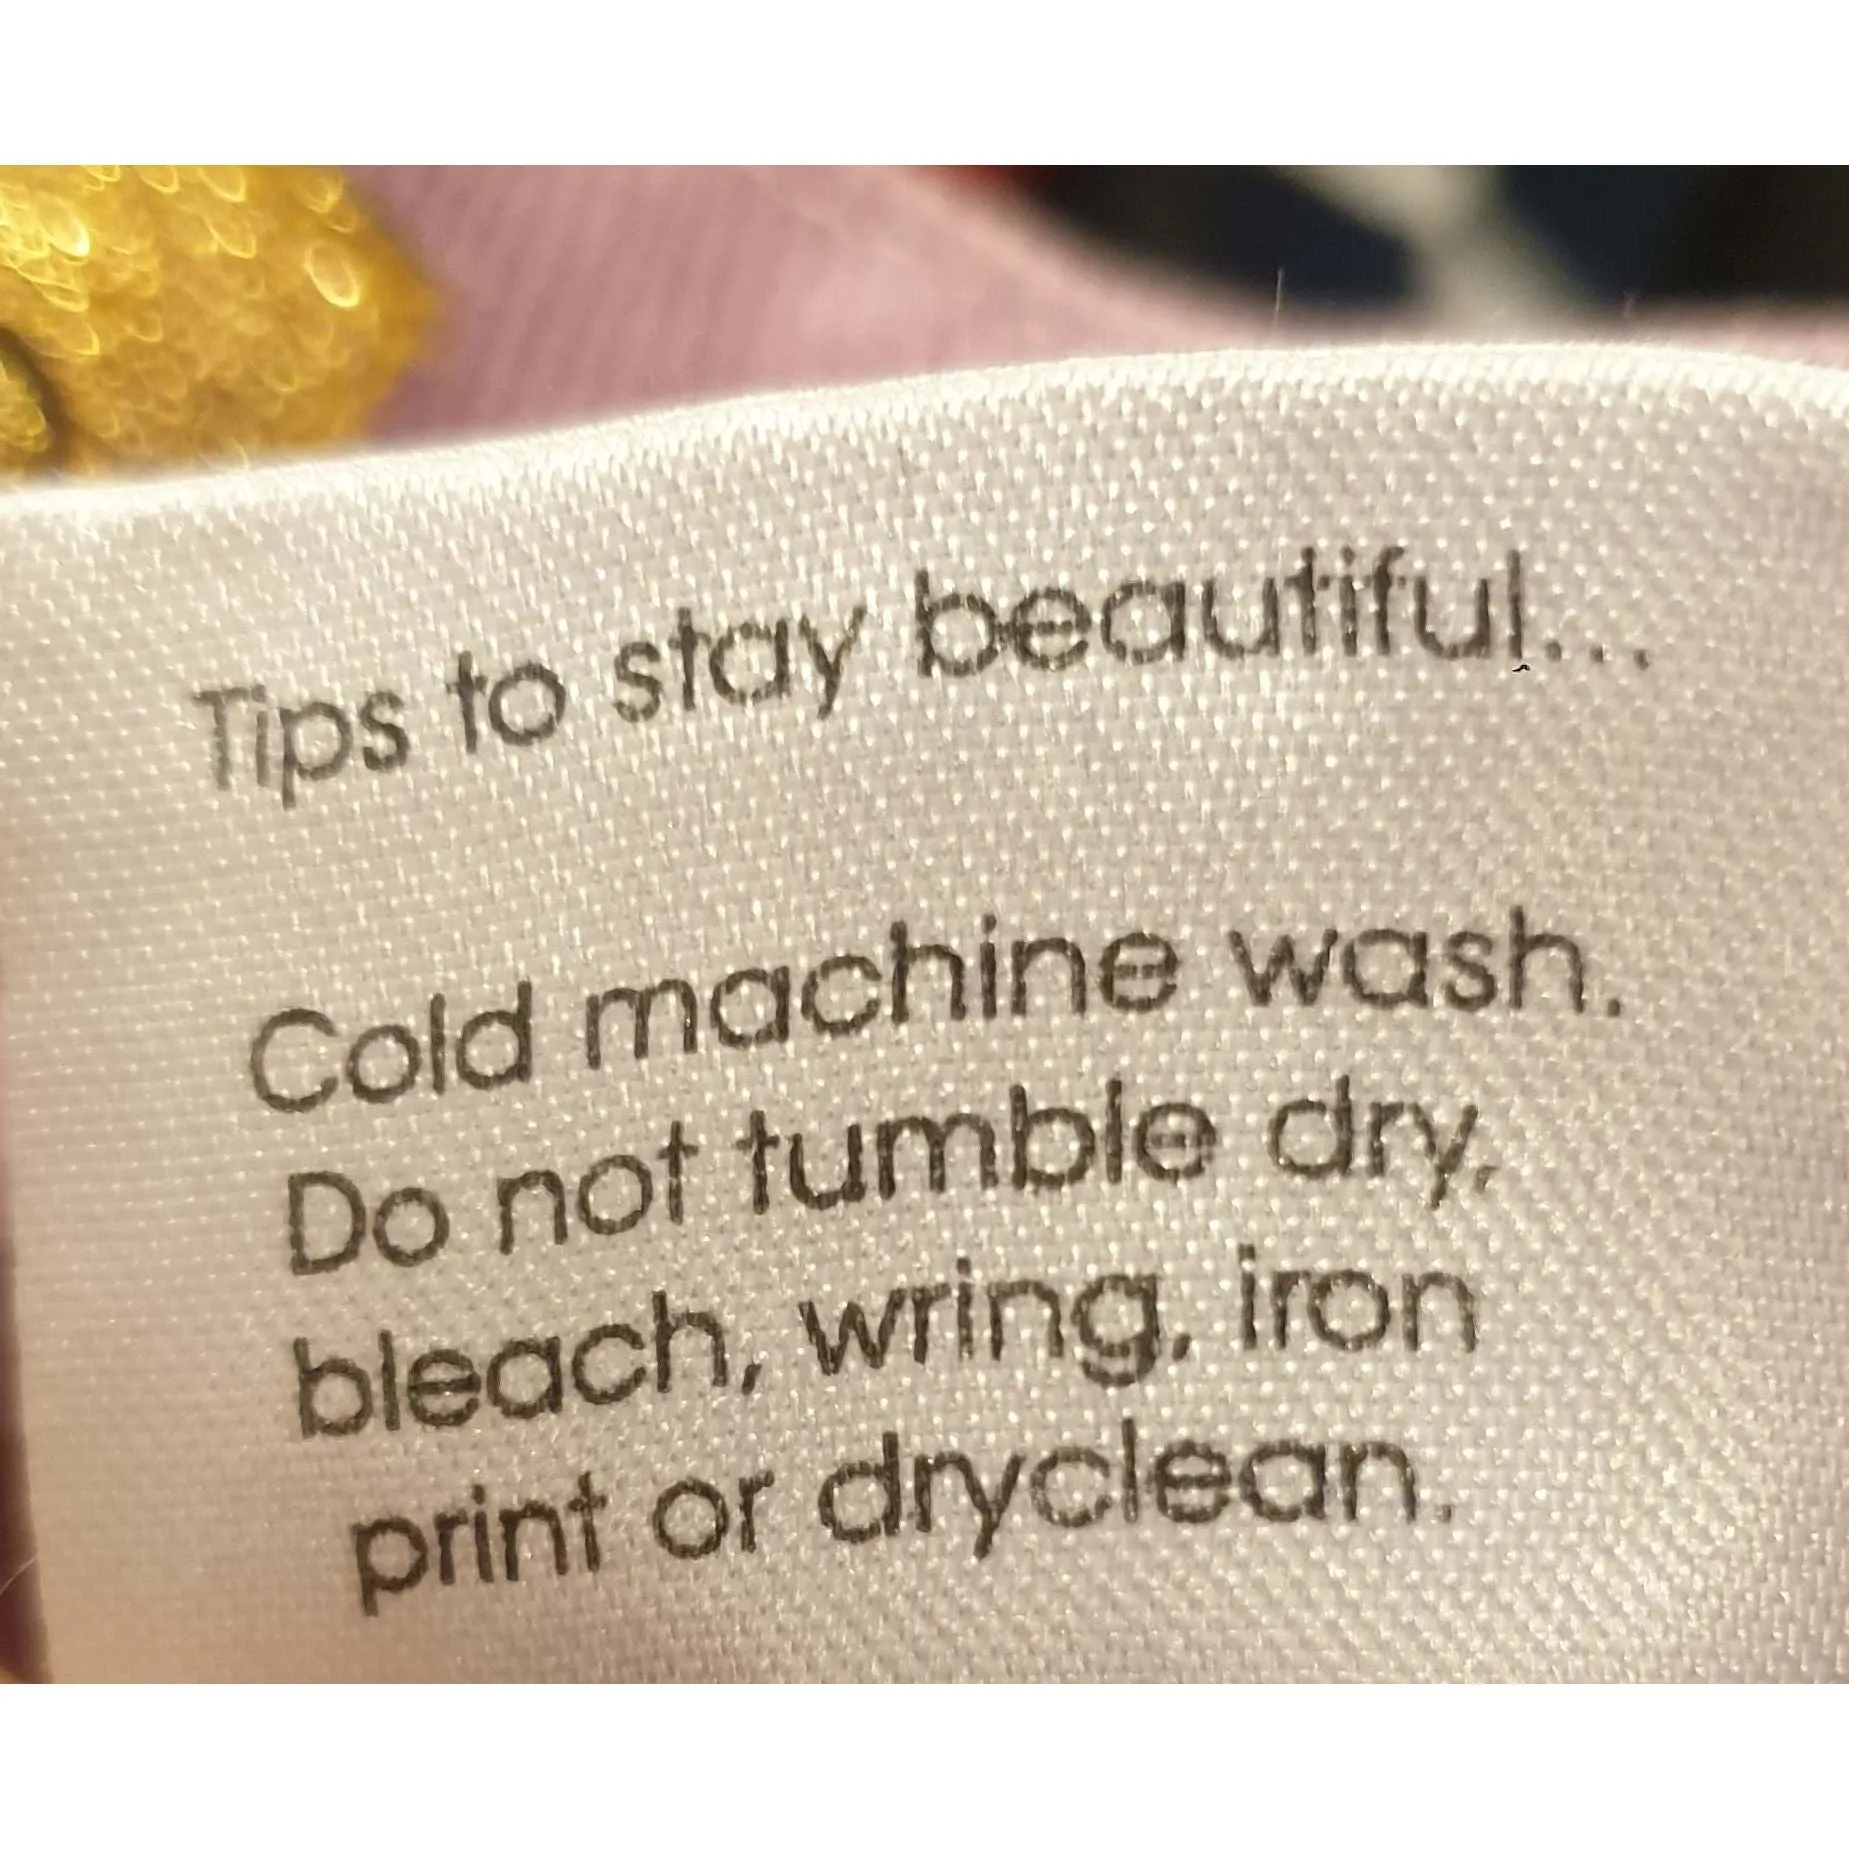 Tips to stay beautiful...
Cold machine wash.
Do not tumble dry,
bleach, wring, iron
print or dryclean.